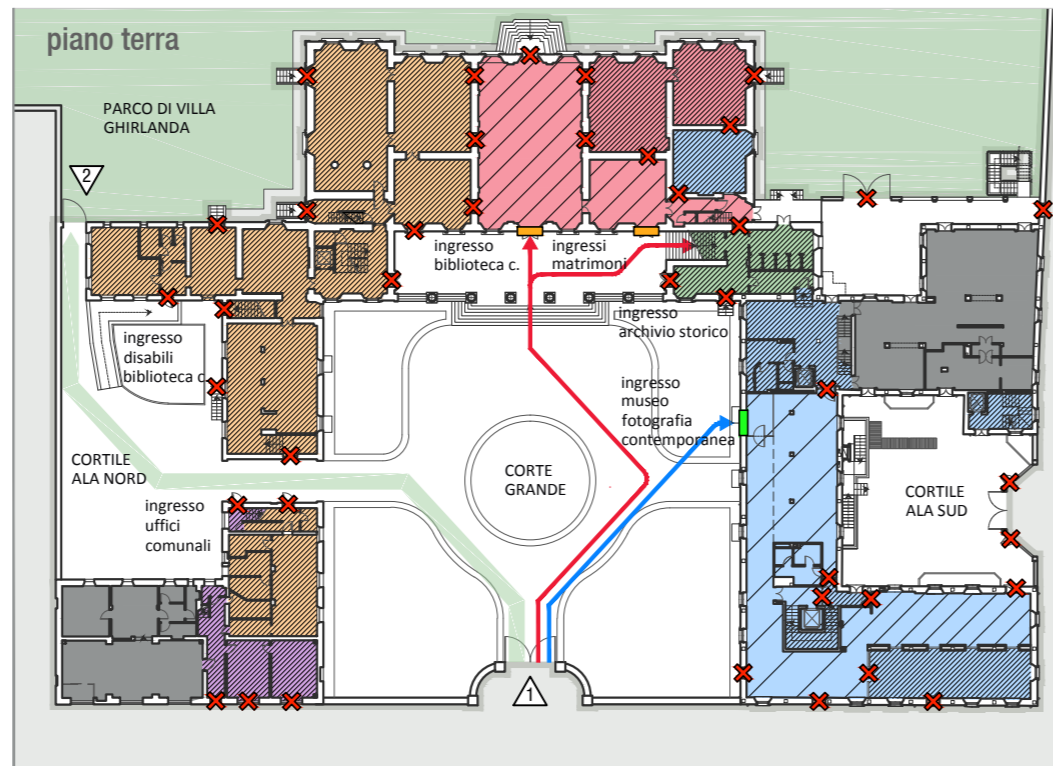 piano terra
PARCO DI VILLA
GHIRLANDA
2
ingresso
biblioteca c.
ingressi
matrimoni
ingresso
archivio storico
ingresso
disabili
biblioteca c.
ingresso
museo
fotografia
contemporanea
CORTILE
ALA NORD
CORTE
GRANDE
CORTILE
ALA SUD
ingresso
uffici
comunali
1